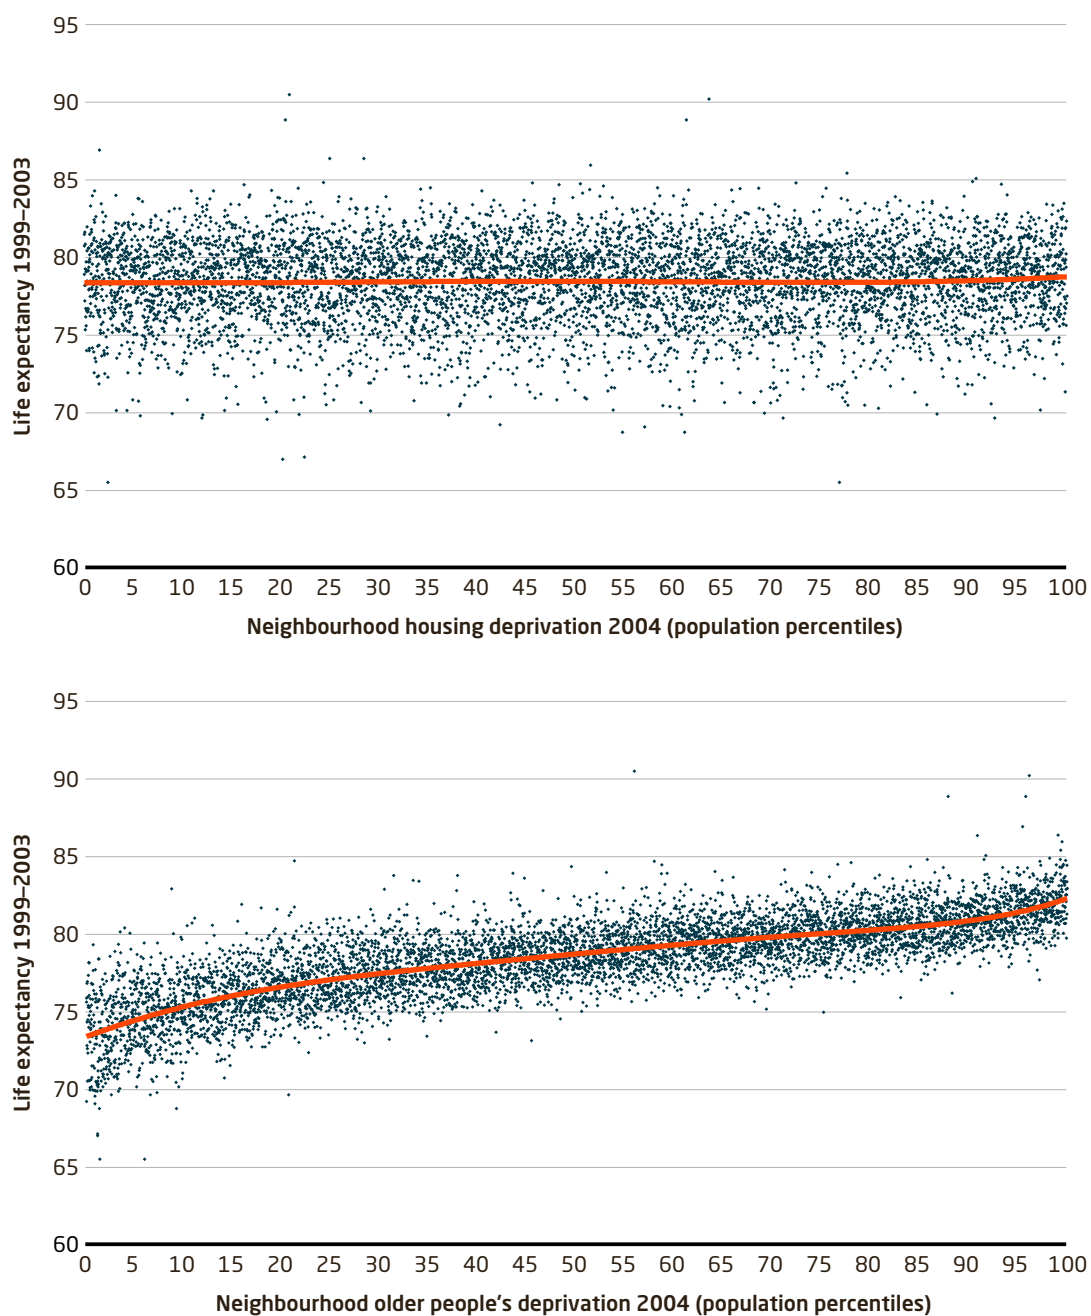 95
90
85
80
75
70
65
60
Life expectancy 1999–2003
0 5 10 15 20 25 30 35 40 45 50 55 60 65 70 75 80 85 90 95 100
Neighbourhood housing deprivation 2004 (population percentiles)
95
90
85
80
75
70
65
60
Life expectancy 1999–2003
0 5 10 15 20 25 30 35 40 45 50 55 60 65 70 75 80 85 90 95 100
Neighbourhood older people's deprivation 2004 (population percentiles)